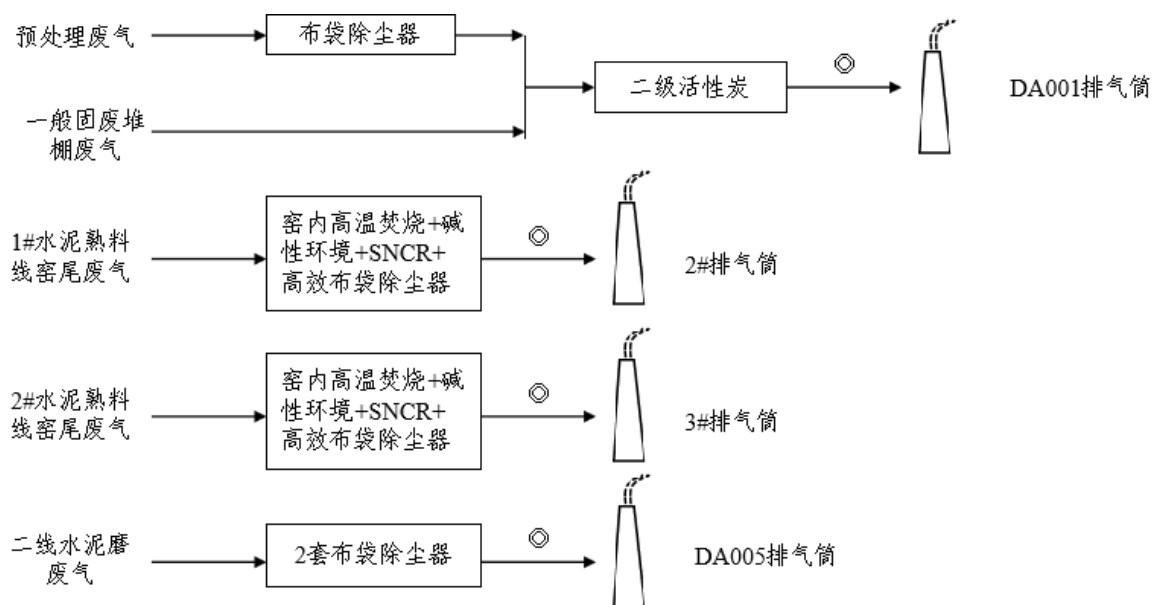 预处理废气
布袋除尘器
二级活性炭
DA001排气筒
一般固废堆
棚废气
1#水泥熟料
线窑尾废气
窑内高温焚烧+碱
性环境+SNCR+
高效布袋除尘器
2#排气筒
2#水泥熟料
线窑尾废气
窑内高温焚烧+碱
性环境+SNCR+
高效布袋除尘器
3#排气筒
二线水泥磨
废气
2套布袋除尘器
DA005排气筒